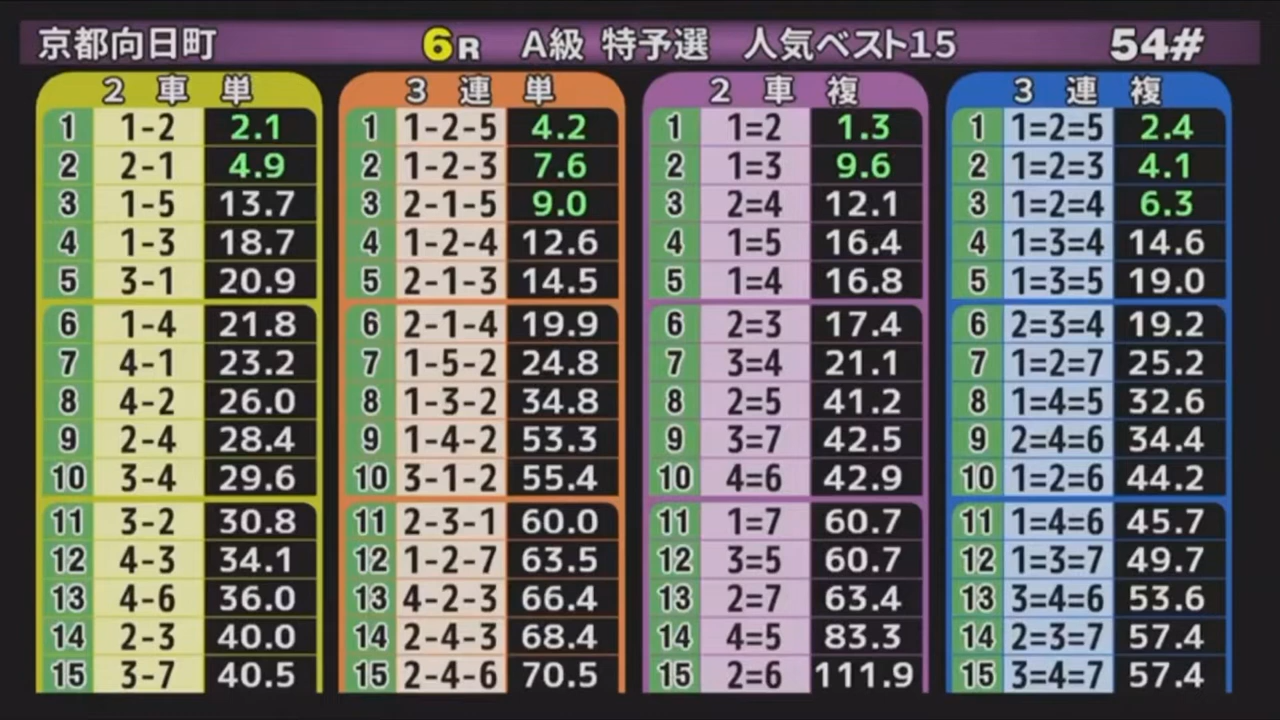 京都向日町 6R A級 特予選 人気ベスト15 54#
2車単 3連単 2車複 3連複
1 1-2 2.1 1 1-2-5 4.2 1 1=2 1.3 1 1=2=5 2.4
2 2-1 4.9 2 1-2-3 7.6 2 1=3 9.6 2 1=2=3 4.1
3 1-5 13.7 3 2-1-5 9.0 3 2=4 12.1 3 1=2=4 6.3
4 1-3 18.7 4 1-2-4 12.6 4 1=5 16.4 4 1=3=4 14.6
5 3-1 20.9 5 2-1-3 14.5 5 1=4 16.8 5 1=3=5 19.0
6 1-4 21.8 6 2-1-4 19.9 6 2=3 17.4 6 2=3=4 19.2
7 4-1 23.2 7 1-5-2 24.8 7 3=4 21.1 7 1=2=7 25.2
8 4-2 26.0 8 1-3-2 34.8 8 2=5 41.2 8 1=4=5 32.6
9 2-4 28.4 9 1-4-2 53.3 9 3=7 42.5 9 2=4=6 34.4
10 3-4 29.6 10 3-1-2 55.4 10 4=6 42.9 10 1=2=6 44.2
11 3-2 30.8 11 2-3-1 60.0 11 1=7 60.7 11 1=4=6 45.7
12 4-3 34.1 12 1-2-7 63.5 12 3=5 60.7 12 1=3=7 49.7
13 4-6 36.0 13 4-2-3 66.4 13 2=7 63.4 13 3=4=6 53.6
14 2-3 40.0 14 2-4-3 68.4 14 4=5 83.3 14 2=3=7 57.4
15 3-7 40.5 15 2-4-6 70.5 15 2=6 111.9 15 3=4=7 57.4